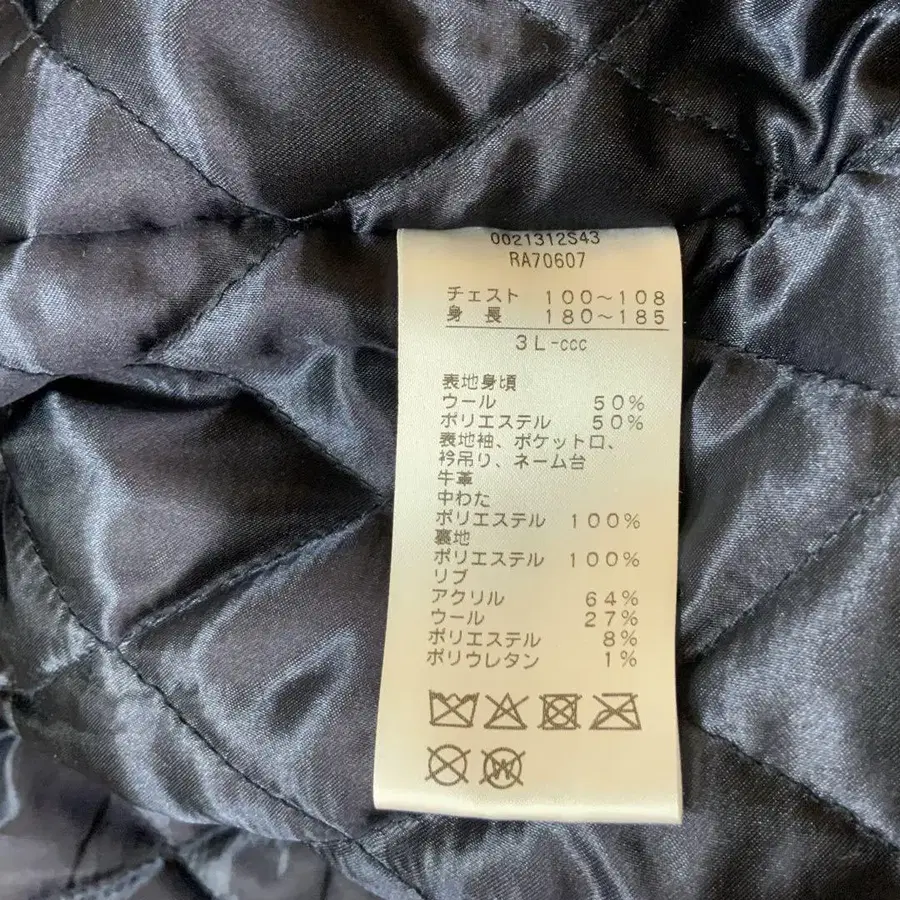 0021312S43
RA70607
チェスト 100～108
身長 180～185
3L-ccc
表地身頃
ウール 50%
ポリエステル 50%
表地袖、ポケット口、
衿吊り、ネーム台
牛革
中わた
ポリエステル 100%
裏地
ポリエステル 100%
リブ
アクリル 64%
ウール 27%
ポリエステル 8%
ポリウレタン 1%
W